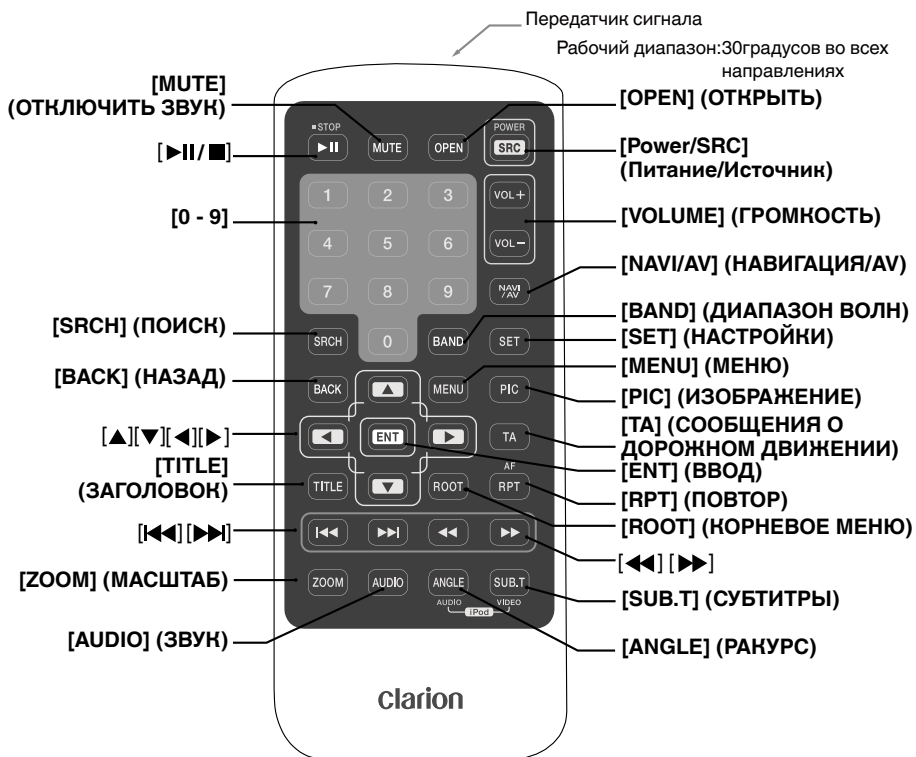 Передатчик сигнала
Рабочий диапазон:30градусов во всех
направлениях
[MUTE]
(ОТКЛЮЧИТЬ ЗВУК)
[►II/■]
[0 - 9]
[SRCH] (ПОИСК)
[BACK] (НАЗАД)
[▲][▼][◄][►]
[TITLE]
(ЗАГОЛОВОК)
[I◄◄] [►►I]
[ZOOM] (МАСШТАБ)
[AUDIO] (ЗВУК)
■STOP
►II
MUTE
OPEN
POWER
SRC
1
2
3
VOL+
4
5
6
VOL−
7
8
9
NAVI
/AV
SRCH
0
BAND
SET
BACK
▲
MENU
PIC
◄
ENT
►
TA
TITLE
▼
ROOT
AF
RPT
I◄◄
►►I
◄◄
►►
ZOOM
AUDIO
ANGLE
SUB.T
AUDIO
iPod
VIDEO
clarion
[OPEN] (ОТКРЫТЬ)
[Power/SRC]
(Питание/Источник)
[VOLUME] (ГРОМКОСТЬ)
[NAVI/AV] (НАВИГАЦИЯ/AV)
[BAND] (ДИАПАЗОН ВОЛН)
[SET] (НАСТРОЙКИ)
[MENU] (МЕНЮ)
[PIC] (ИЗОБРАЖЕНИЕ)
[TA] (СООБЩЕНИЯ О
ДОРОЖНОМ ДВИЖЕНИИ)
[ENT] (ВВОД)
[RPT] (ПОВТОР)
[ROOT] (КОРНЕВОЕ МЕНЮ)
[◄◄] [►►]
[SUB.T] (СУБТИТРЫ)
[ANGLE] (РАКУРС)